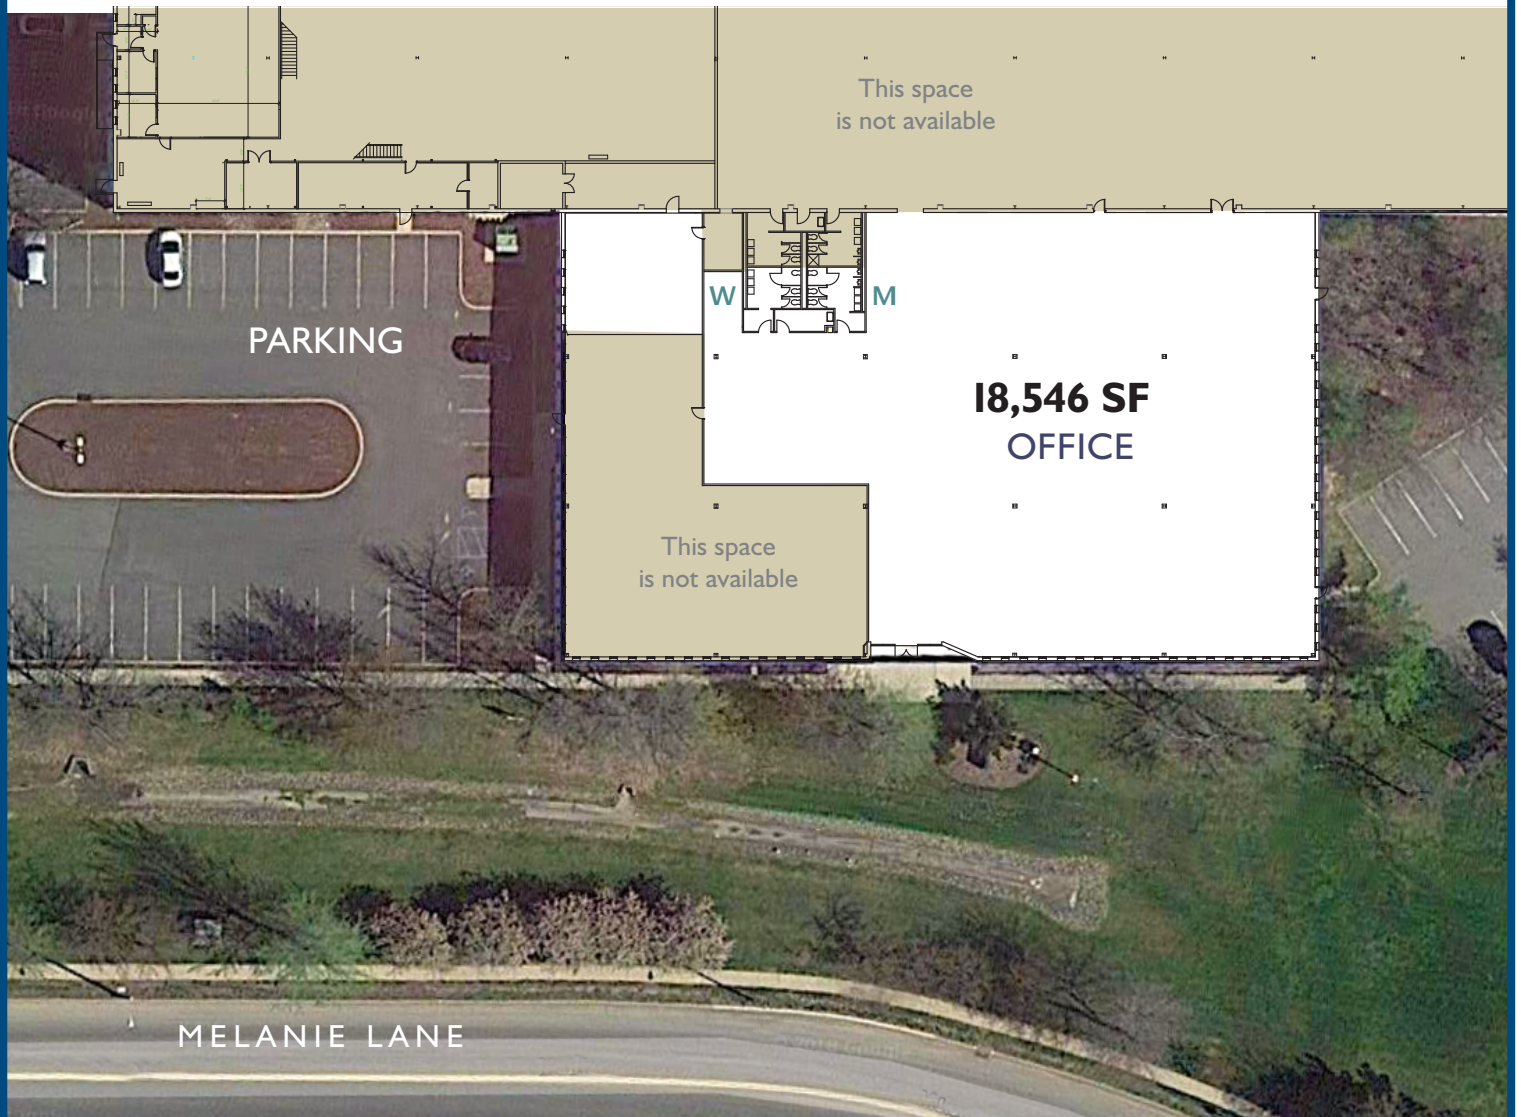 This space
is not available
W
M
PARKING
18,546 SF
OFFICE
This space
is not available
MELANIE LANE